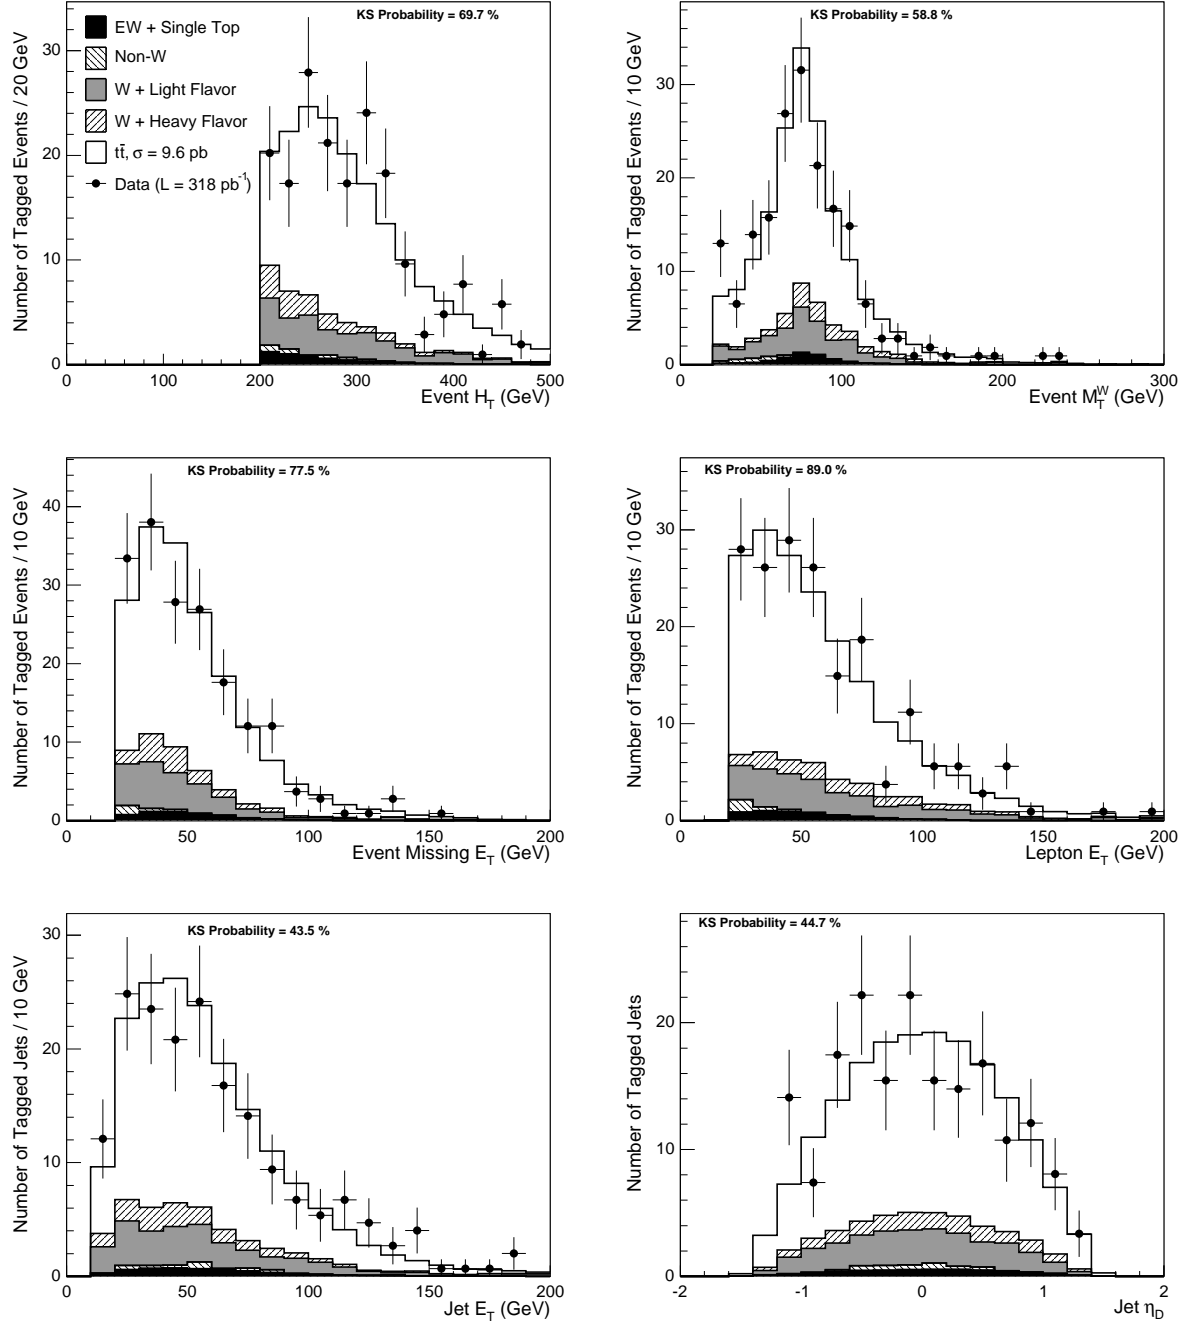 KS Probability = 69.7 %
EW + Single Top
Non-W
W + Light Flavor
W + Heavy Flavor
tt̄, σ = 9.6 pb
Data (L = 318 pb⁻¹)
Number of Tagged Events / 20 GeV
0
10
20
30
0
100
200
300
400
500
Event H_T (GeV)
KS Probability = 58.8 %
Number of Tagged Events / 10 GeV
0
10
20
30
0
100
200
300
Event M_T^W (GeV)
KS Probability = 77.5 %
Number of Tagged Events / 10 GeV
0
10
20
30
40
0
50
100
150
200
Event Missing E_T (GeV)
KS Probability = 89.0 %
Number of Tagged Events / 10 GeV
0
10
20
30
0
50
100
150
200
Lepton E_T (GeV)
KS Probability = 43.5 %
Number of Tagged Jets / 10 GeV
0
10
20
30
0
50
100
150
200
Jet E_T (GeV)
KS Probability = 44.7 %
Number of Tagged Jets
0
10
20
-2
-1
0
1
2
Jet η_D